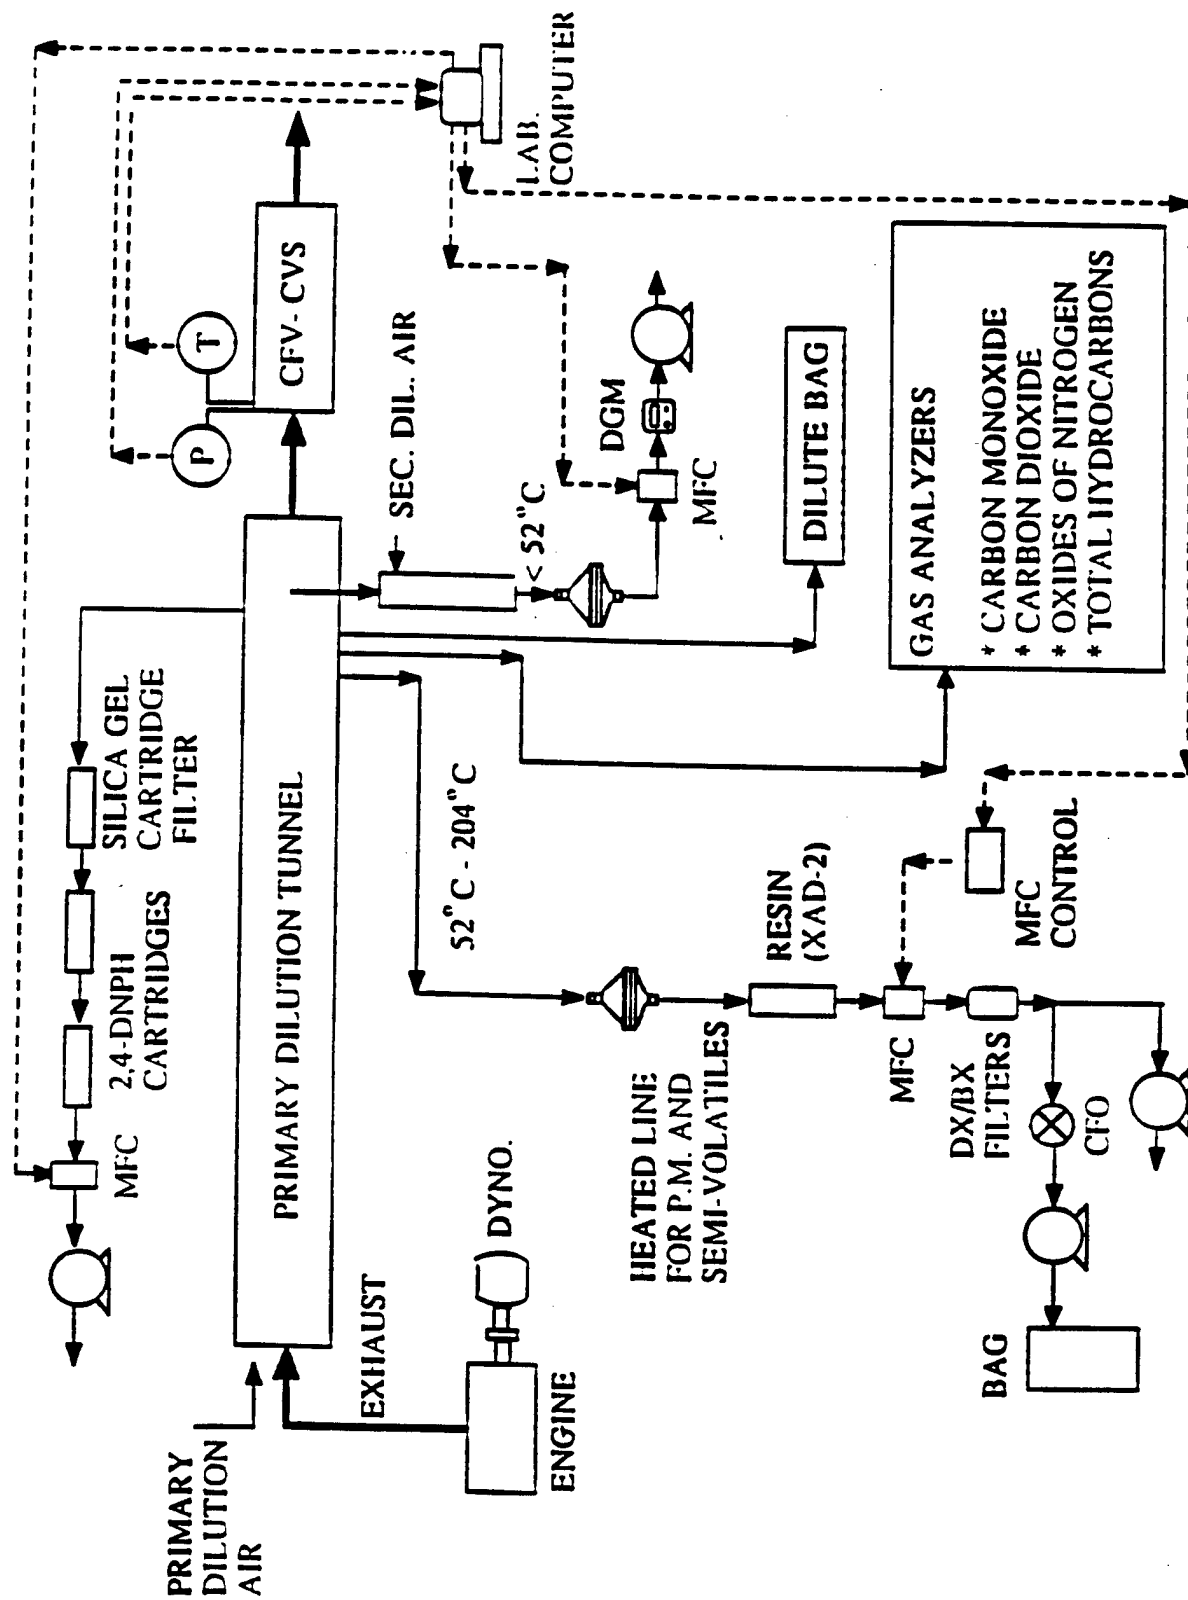 PRIMARY
DILUTION
AIR
EXHAUST
ENGINE
DYNO.
PRIMARY DILUTION TUNNEL
MFC
2,4-DNPH
CARTRIDGES
SILICA GEL
CARTRIDGE
FILTER
P
T
CFV-CVS
LAB.
COMPUTER
SEC. DIL. AIR
< 52°C
DGM
MFC
DILUTE BAG
GAS ANALYZERS
* CARBON MONOXIDE
* CARBON DIOXIDE
* OXIDES OF NITROGEN
* TOTAL HYDROCARBONS
52°C - 204°C
HEATED LINE
FOR P.M. AND
SEMI-VOLATILES
RESIN
(XAD-2)
MFC
MFC
CONTROL
DX/BX
FILTERS
CFO
BAG